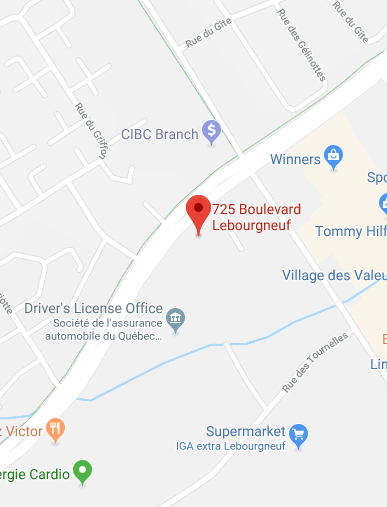 Rue du Gîte
Rue du Gîte
Rue des Gélinottes
Rue du Griffon
CIBC Branch
Winners
725 Boulevard
Lebourgneuf
Tommy Hilf
Village des Valeu
Driver's License Office
Société de l'assurance
automobile du Québec...
Rue des Tournelles
Victor
Supermarket
IGA extra Lebourgneuf
Cardio